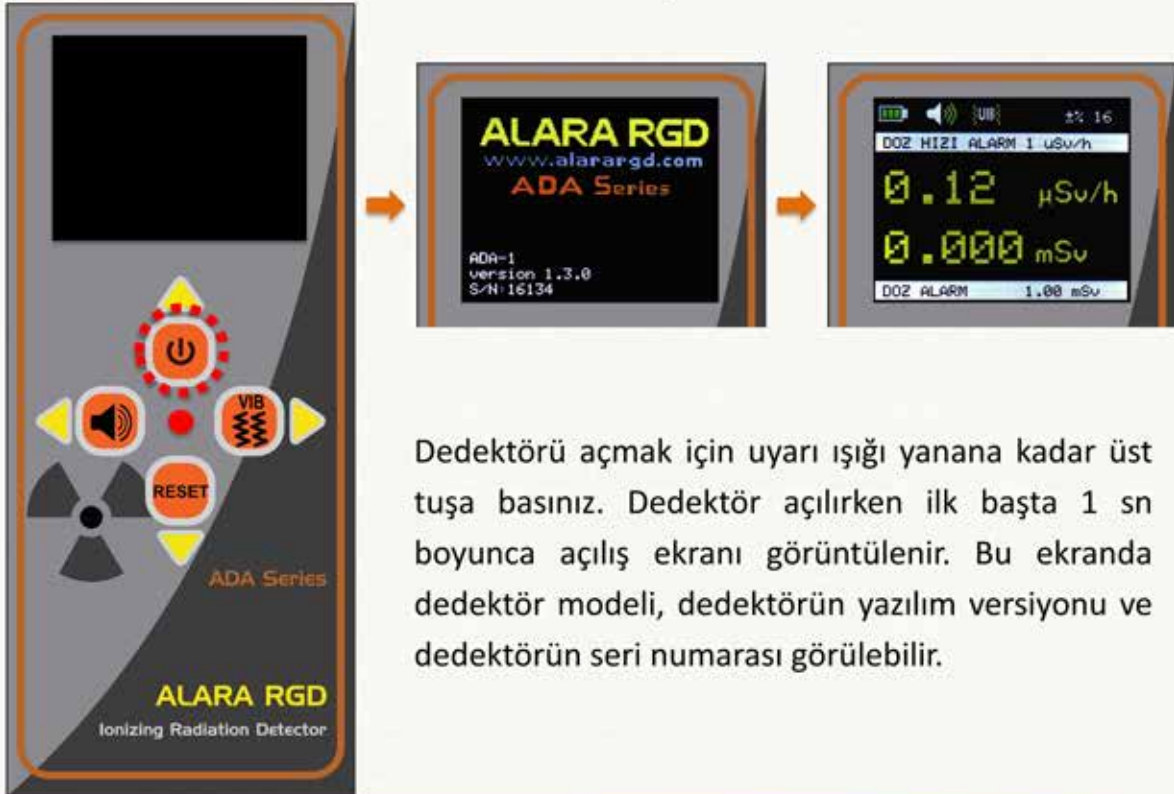 VIB
RESET
ADA Series
ALARA RGD
Ionizing Radiation Detector
ALARA RGD
www.alarargd.com
ADA Series
ADA-1
version 1.3.0
S/N:16134
VIB
±% 16
DOZ HIZI ALARM 1 uSv/h
0.12 µSv/h
0.000 mSv
DOZ ALARM 1.00 mSv
Dedektörü açmak için uyarı ışığı yanana kadar üst
tuşa basınız. Dedektör açılırken ilk başta 1 sn
boyunca açılış ekranı görüntülenir. Bu ekranda
dedektör modeli, dedektörün yazılım versiyonu ve
dedektörün seri numarası görülebilir.